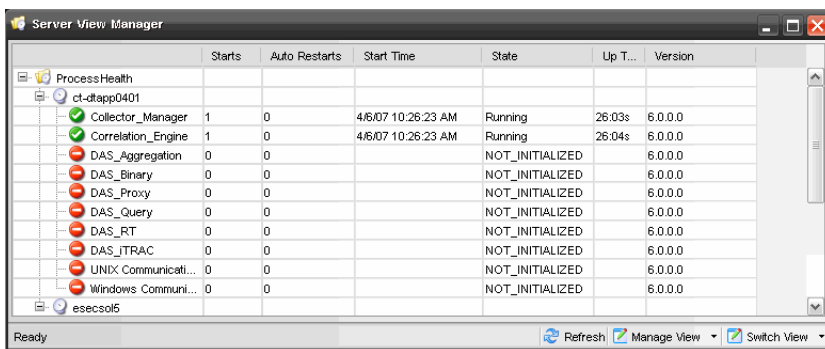 Server View Manager
Starts Auto Restarts Start Time State Up T... Version
ProcessHealth
ct-dtapp0401
Collector_Manager 1 0 4/6/07 10:26:23 AM Running 26:03s 6.0.0.0
Correlation_Engine 1 0 4/6/07 10:26:23 AM Running 26:04s 6.0.0.0
DAS_Aggregation 0 0 NOT_INITIALIZED 6.0.0.0
DAS_Binary 0 0 NOT_INITIALIZED 6.0.0.0
DAS_Proxy 0 0 NOT_INITIALIZED 6.0.0.0
DAS_Query 0 0 NOT_INITIALIZED 6.0.0.0
DAS_RT 0 0 NOT_INITIALIZED 6.0.0.0
DAS_iTRAC 0 0 NOT_INITIALIZED 6.0.0.0
UNIX Communicati... 0 0 NOT_INITIALIZED 6.0.0.0
Windows Communi... 0 0 NOT_INITIALIZED 6.0.0.0
esecsol5
Ready Refresh Manage View Switch View